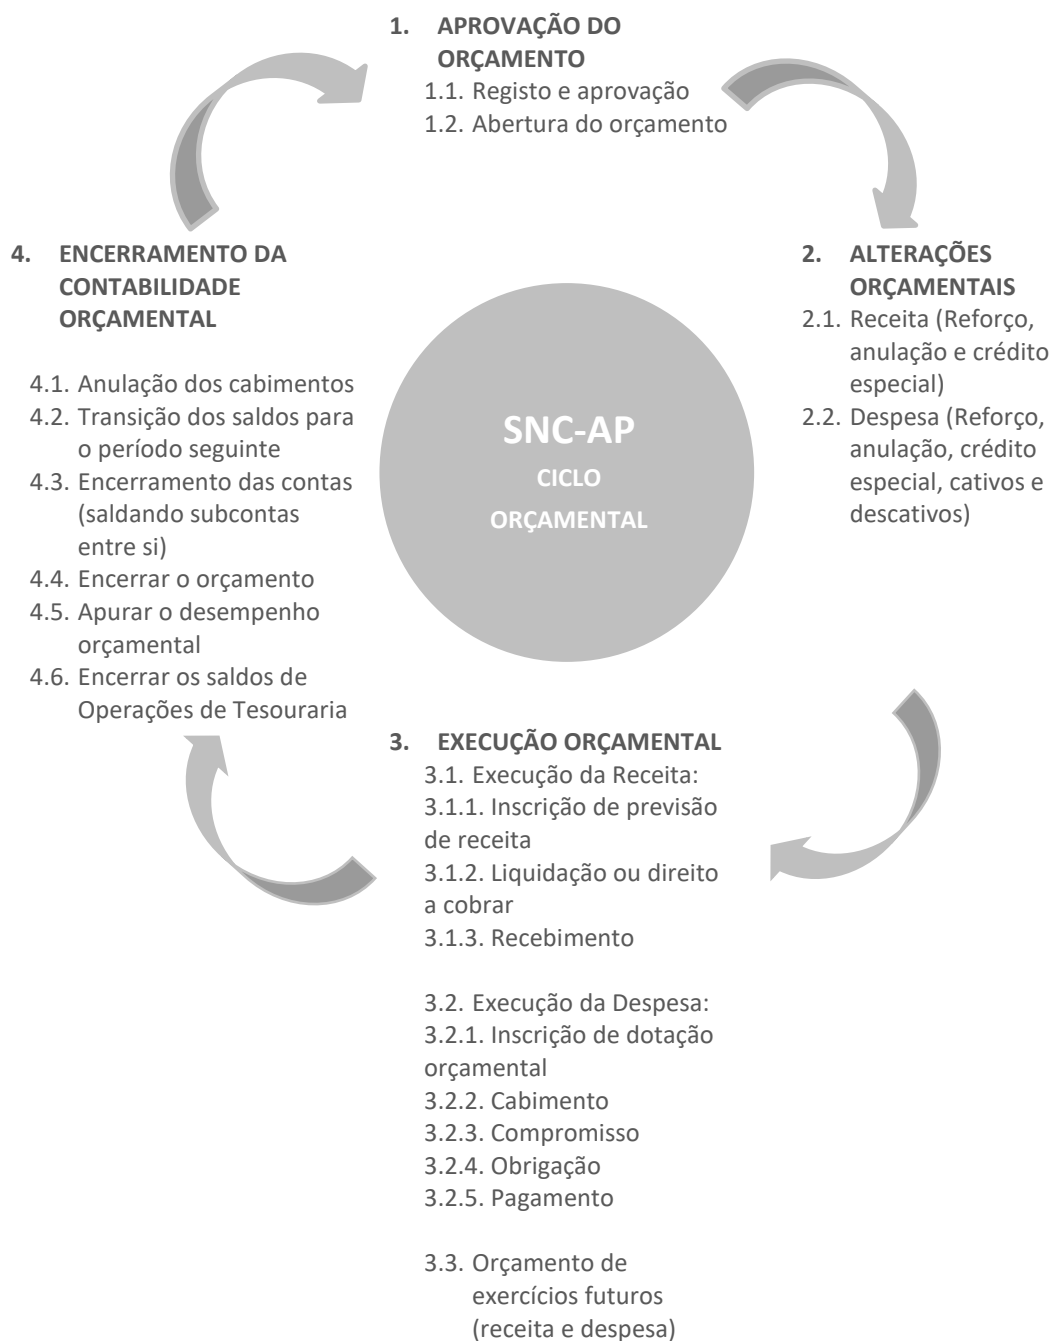 1. APROVAÇÃO DO
ORÇAMENTO
1.1. Registo e aprovação
1.2. Abertura do orçamento
2. ALTERAÇÕES
ORÇAMENTAIS
2.1. Receita (Reforço,
anulação e crédito
especial)
2.2. Despesa (Reforço,
anulação, crédito
especial, cativos e
descativos)
SNC-AP
CICLO
ORÇAMENTAL
3. EXECUÇÃO ORÇAMENTAL
3.1. Execução da Receita:
3.1.1. Inscrição de previsão
de receita
3.1.2. Liquidação ou direito
a cobrar
3.1.3. Recebimento
3.2. Execução da Despesa:
3.2.1. Inscrição de dotação
orçamental
3.2.2. Cabimento
3.2.3. Compromisso
3.2.4. Obrigação
3.2.5. Pagamento
3.3. Orçamento de
exercícios futuros
(receita e despesa)
4. ENCERRAMENTO DA
CONTABILIDADE
ORÇAMENTAL
4.1. Anulação dos cabimentos
4.2. Transição dos saldos para
o período seguinte
4.3. Encerramento das contas
(saldando subcontas
entre si)
4.4. Encerrar o orçamento
4.5. Apurar o desempenho
orçamental
4.6. Encerrar os saldos de
Operações de Tesouraria